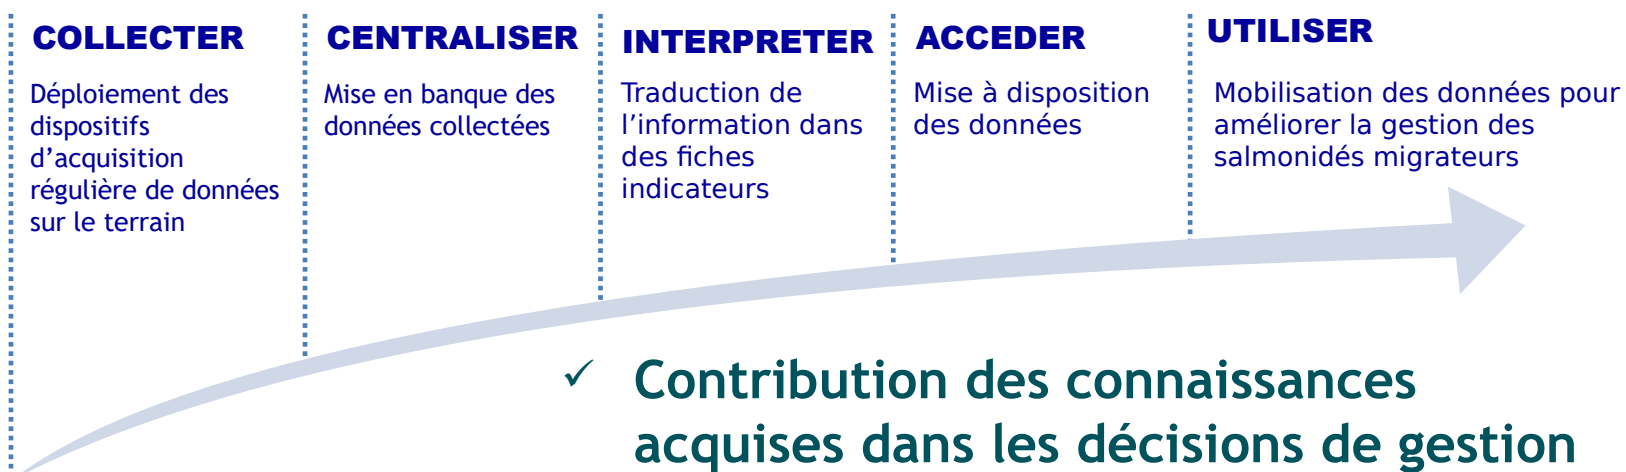 COLLECTER
Déploiement des
dispositifs
d’acquisition
régulière de données
sur le terrain
CENTRALISER
Mise en banque des
données collectées
INTERPRETER
Traduction de
l’information dans
des fiches
indicateurs
ACCEDER
Mise à disposition
des données
UTILISER
Mobilisation des données pour
améliorer la gestion des
salmonidés migrateurs
✓ Contribution des connaissances
acquises dans les décisions de gestion